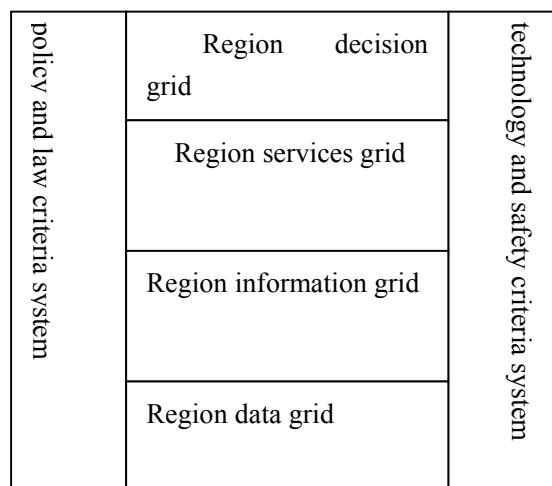 policy and law criteria system
Region decision
grid
Region services grid
Region information grid
Region data grid
technology and safety criteria system